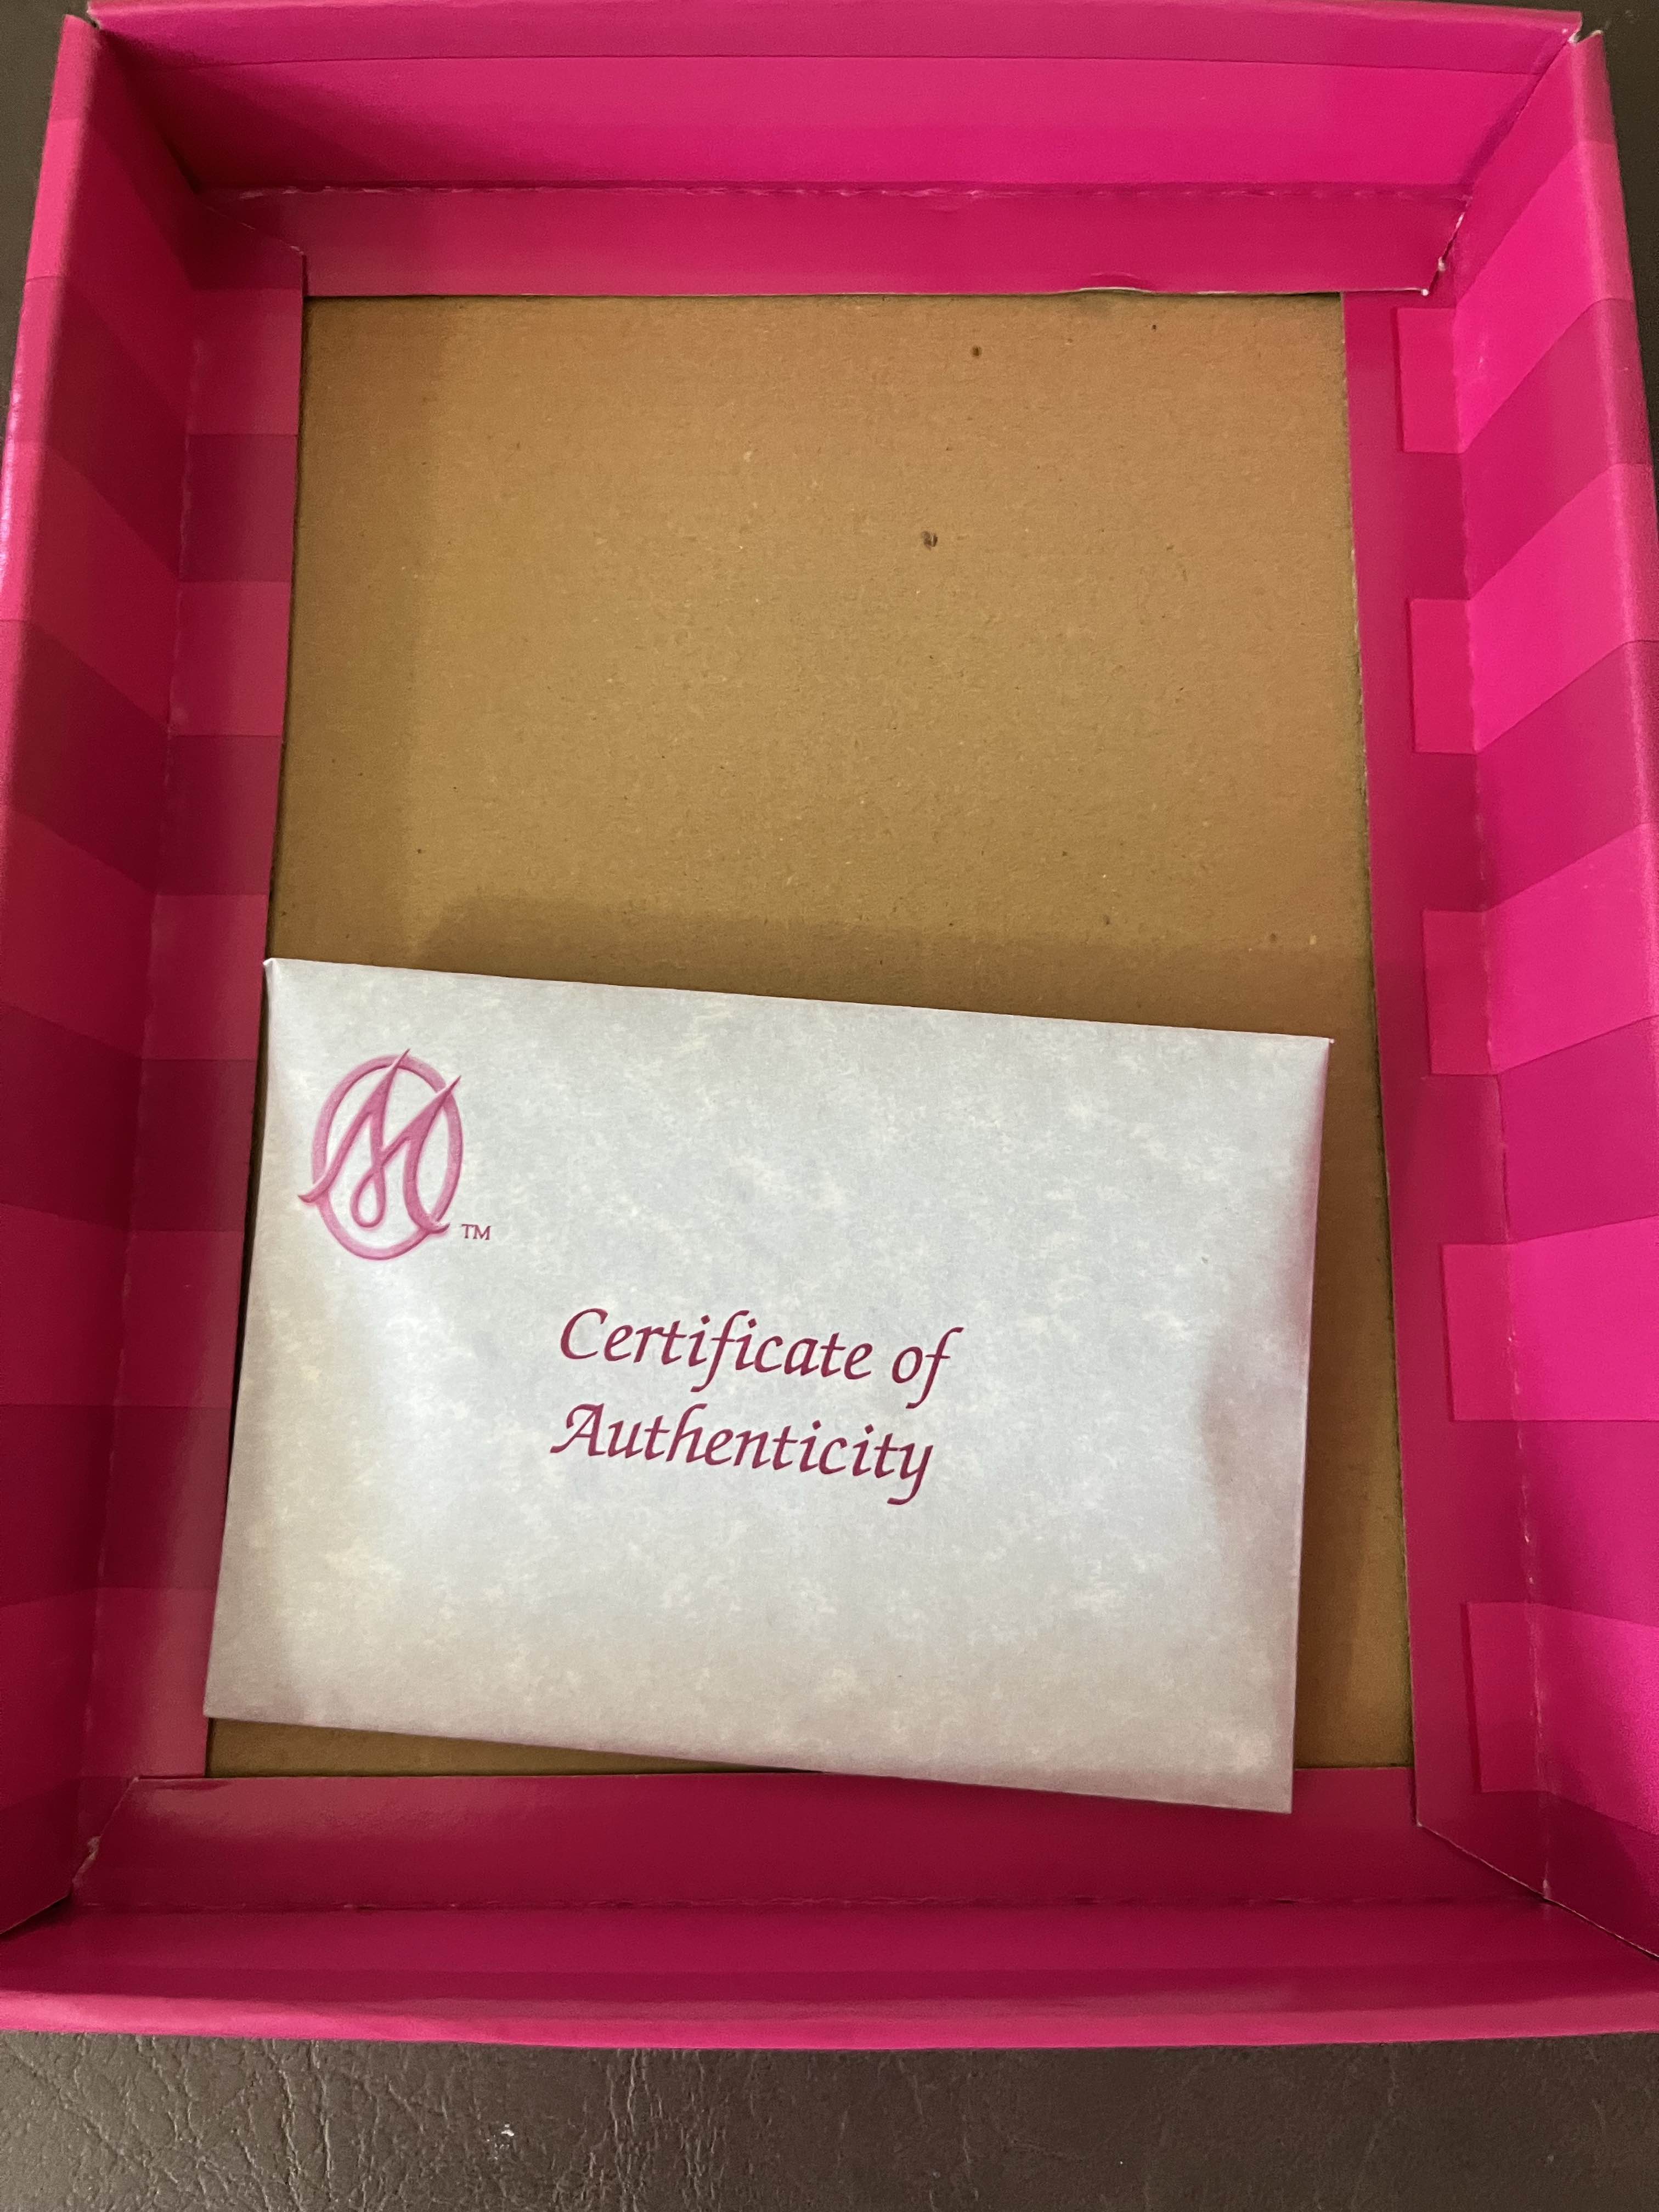 M
TM
Certificate of
Authenticity